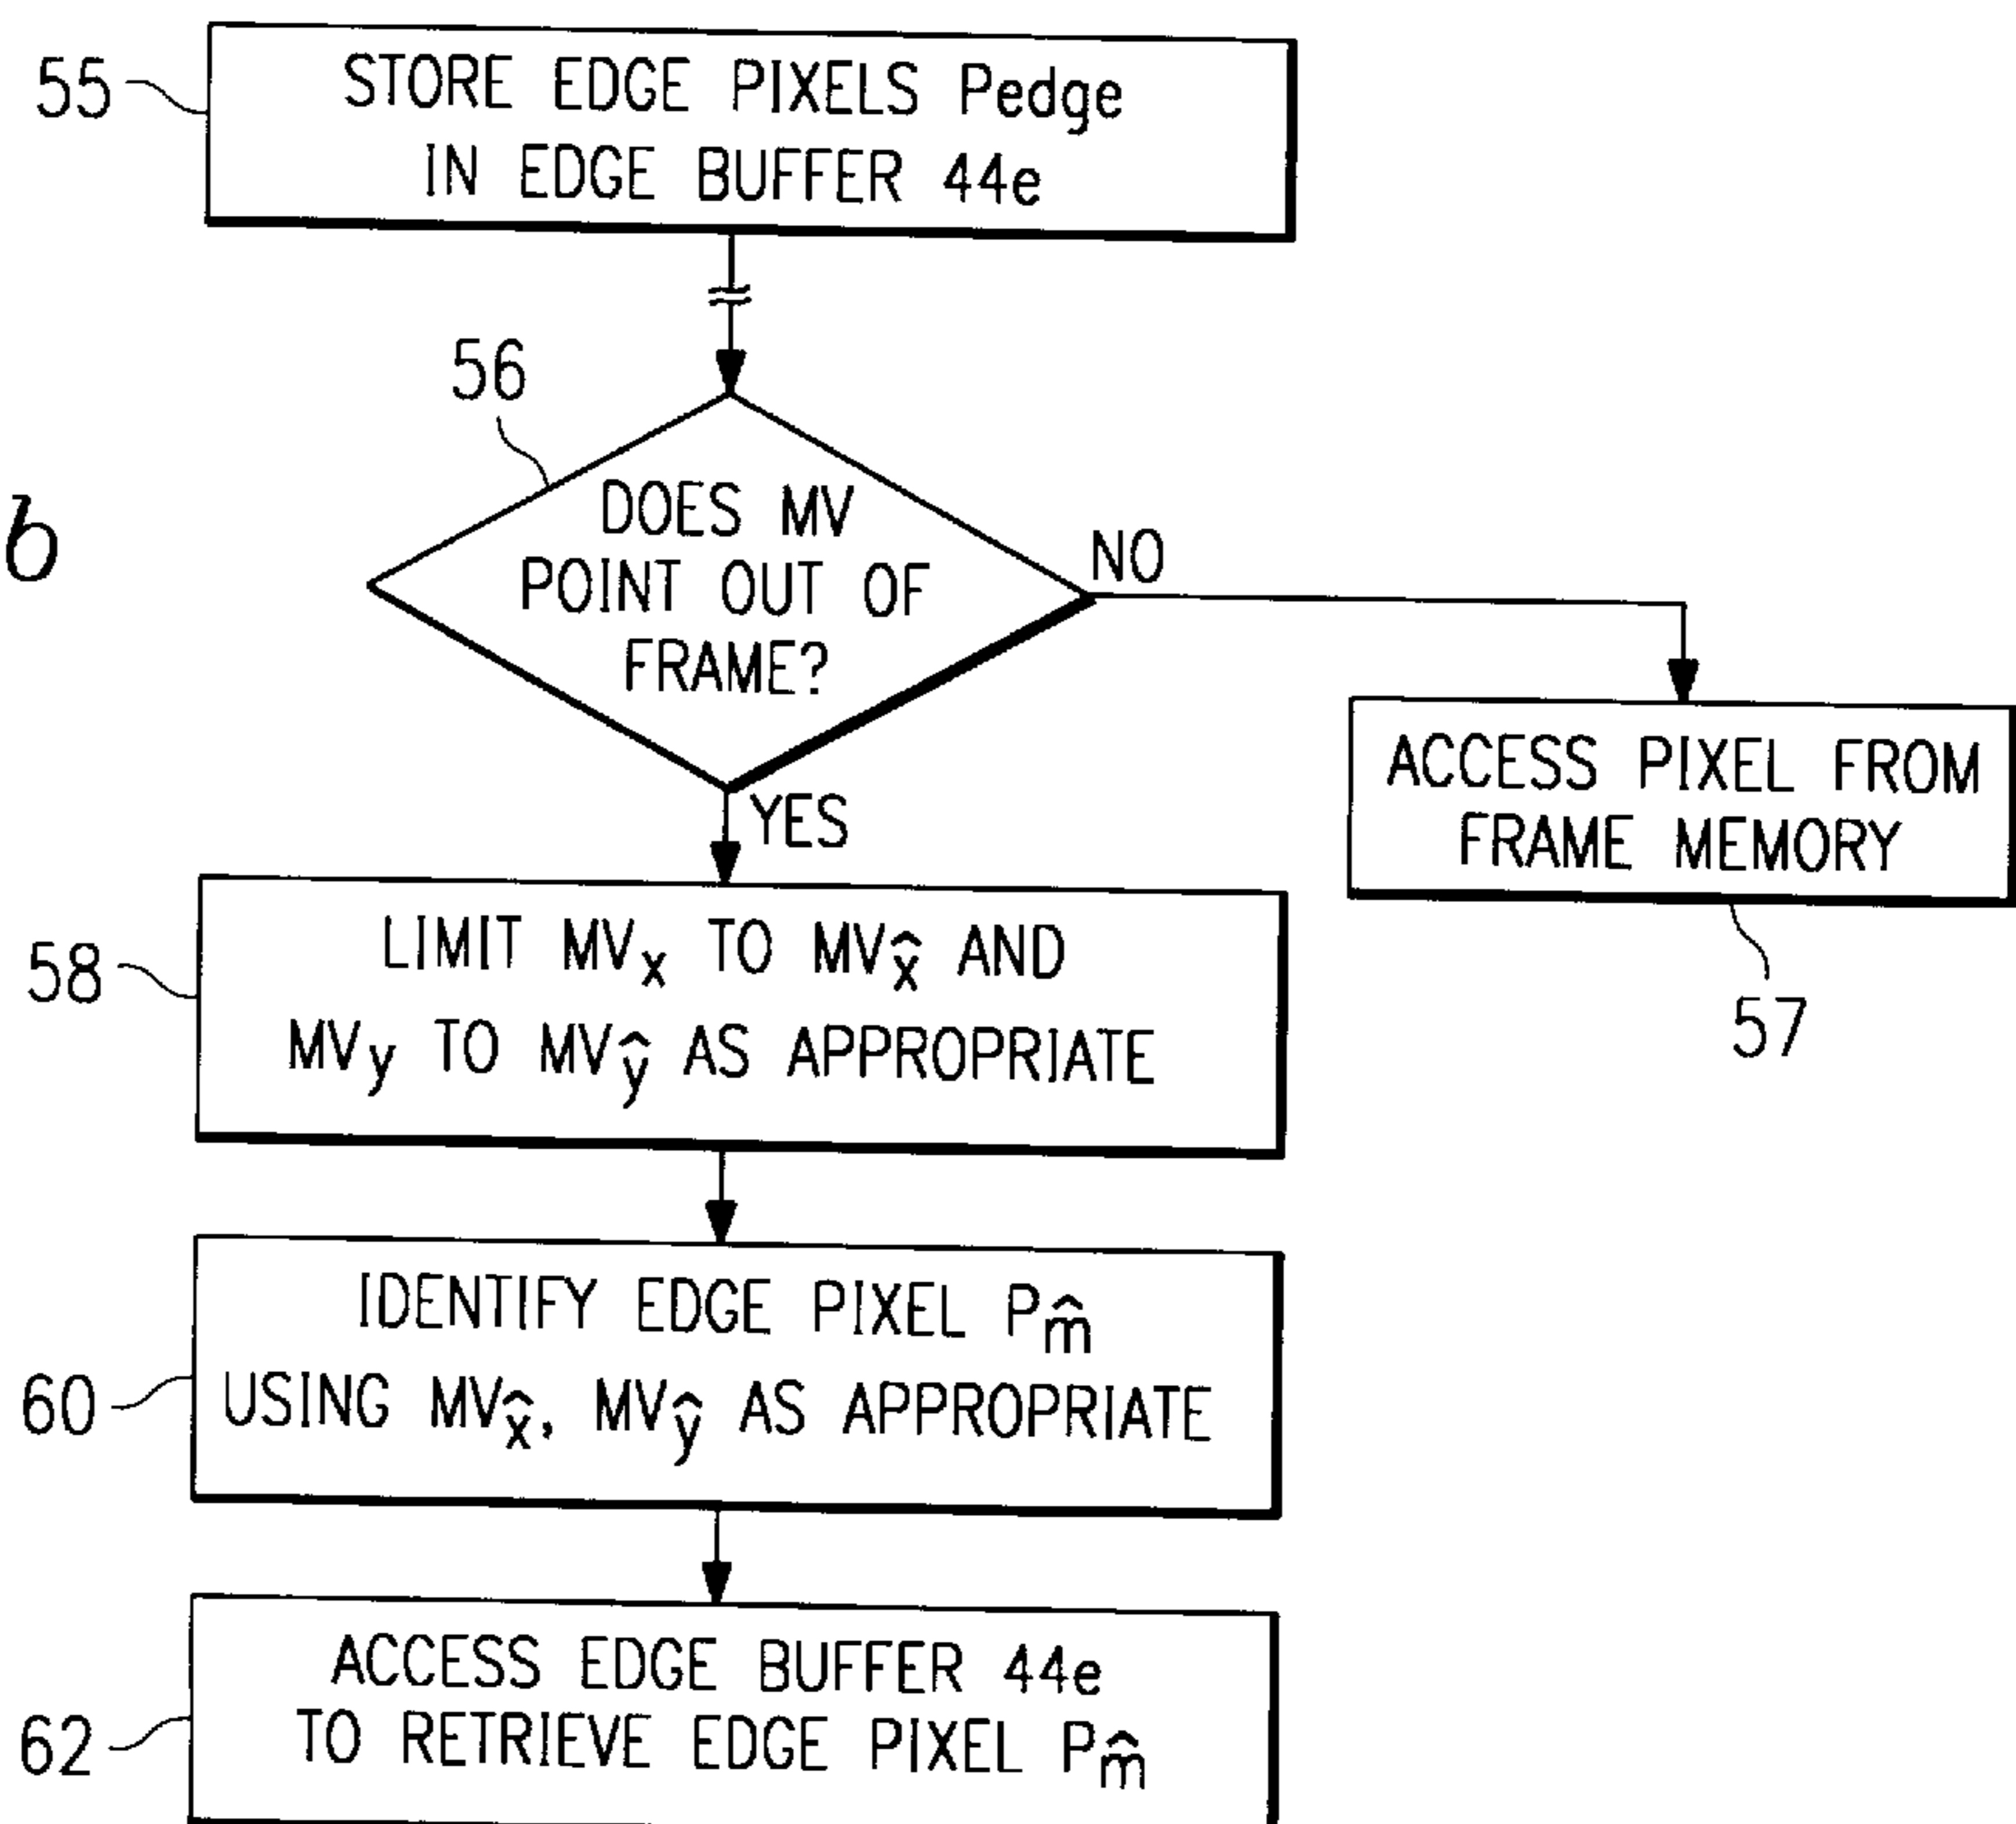 55
STORE EDGE PIXELS Pedge
IN EDGE BUFFER 44e
56
b
DOES MV
POINT OUT OF
FRAME?
NO
YES
ACCESS PIXEL FROM
FRAME MEMORY
57
58
LIMIT MVx TO MVx̂ AND
MVy TO MVŷ AS APPROPRIATE
60
IDENTIFY EDGE PIXEL Pm̂
USING MVx̂, MVŷ AS APPROPRIATE
62
ACCESS EDGE BUFFER 44e
TO RETRIEVE EDGE PIXEL Pm̂